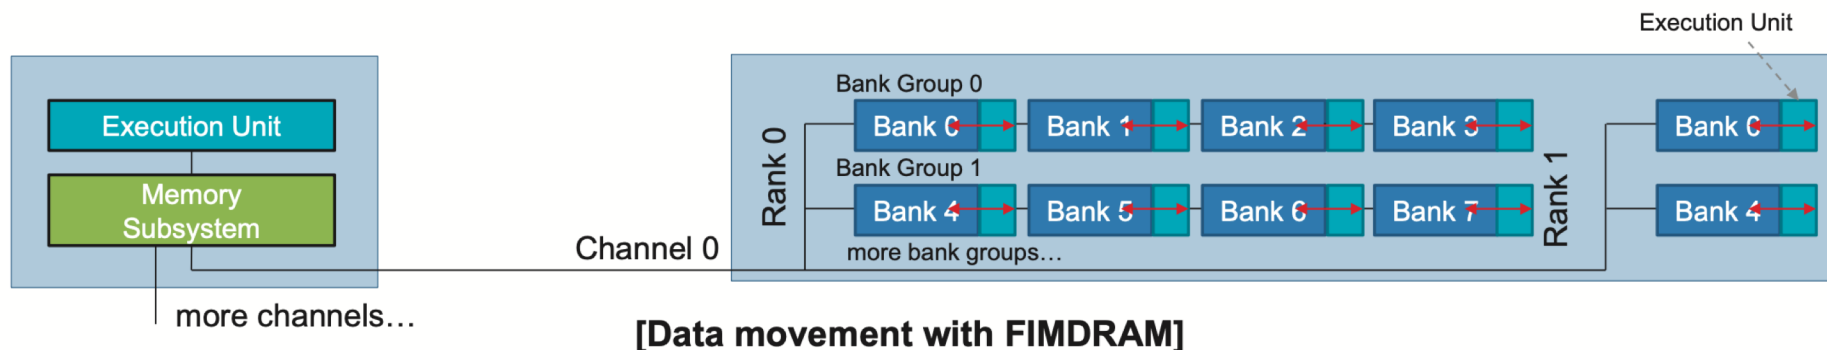 Execution Unit
Execution Unit
Memory
Subsystem
Channel 0
more channels...
Rank 0
Bank Group 0
Bank 0
Bank 1
Bank 2
Bank 3
Bank Group 1
Bank 4
Bank 5
Bank 6
Bank 7
more bank groups...
Rank 1
Bank 0
Bank 4
[Data movement with FIMDRAM]